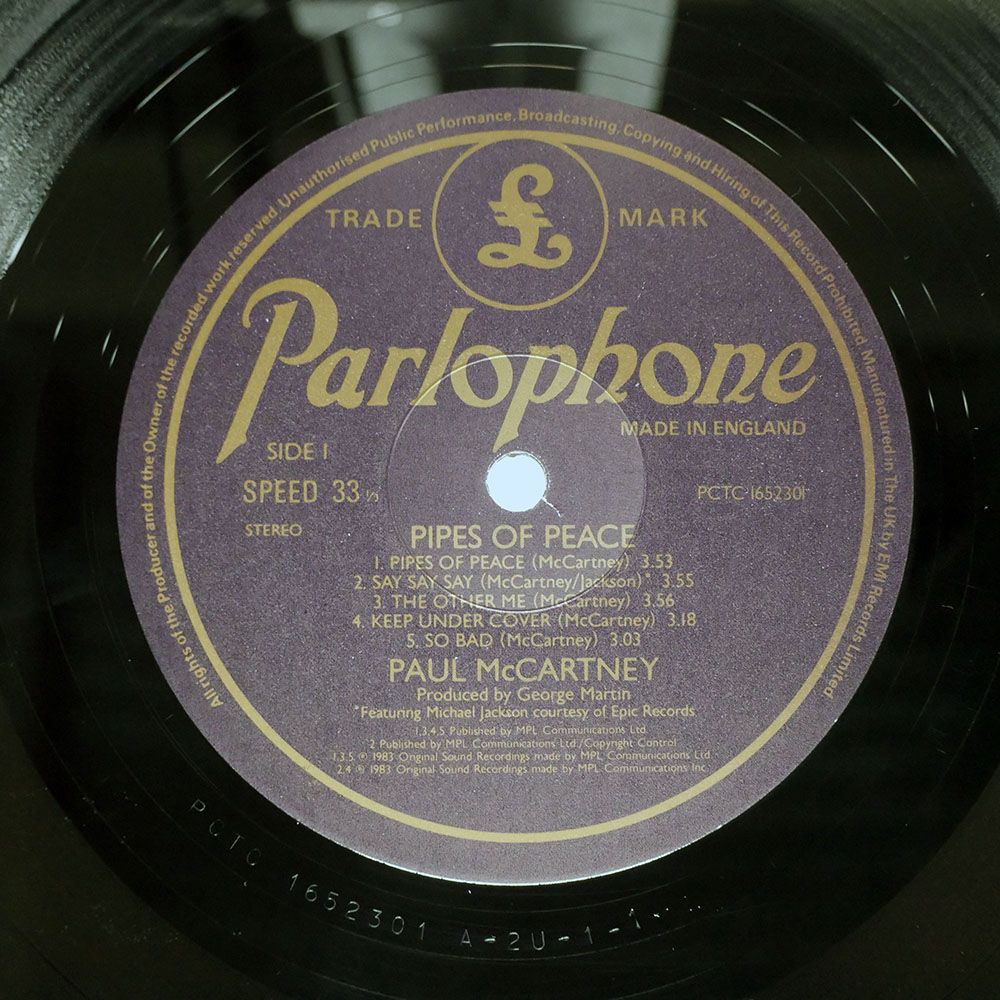 All rights of the Producer and of the Owner of the recorded work reserved Unauthorised Public Performance, Broadcasting, Copying and Hiring of This Record Prohibited Manufactured in The UK by EMI Records Limited
TRADE £ MARK
Parlophone
MADE IN ENGLAND
SIDE 1
SPEED 33 1/3
PCTC 1652301
STEREO
PIPES OF PEACE
1. PIPES OF PEACE (McCartney) 3.53
2. SAY SAY SAY (McCartney/Jackson)* 3.55
3. THE OTHER ME (McCartney) 3.56
4. KEEP UNDER COVER (McCartney) 3.18
5. SO BAD (McCartney) 3.03
PAUL McCARTNEY
Produced by George Martin
*Featuring Michael Jackson courtesy of Epic Records
1.3.4.5 Published by MPL Communications Ltd.
2 Published by MPL Communications Ltd./Copyright Control
1.3.5 ℗ 1983 Original Sound Recordings made by MPL Communications Ltd.
2.4 ℗ 1983 Original Sound Recordings made by MPL Communications Inc.
PCTC 1652301 A-2U-1-1